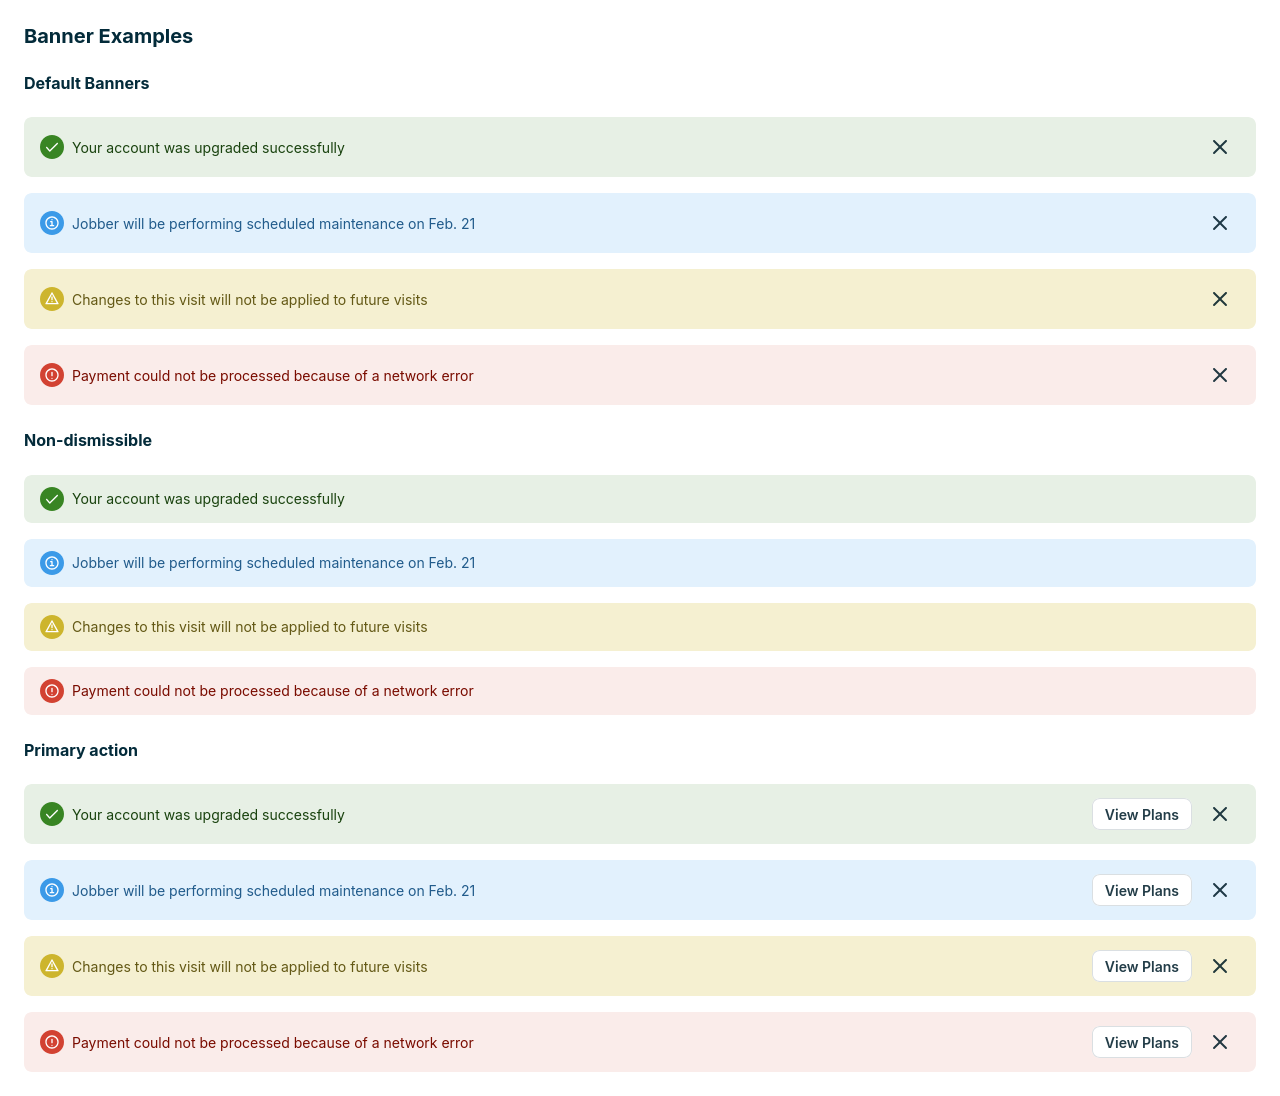 Banner Examples
Default Banners
Your account was upgraded successfully
Jobber will be performing scheduled maintenance on Feb. 21
Changes to this visit will not be applied to future visits
Payment could not be processed because of a network error
Non-dismissible
Your account was upgraded successfully
Jobber will be performing scheduled maintenance on Feb. 21
Changes to this visit will not be applied to future visits
Payment could not be processed because of a network error
Primary action
Your account was upgraded successfully View Plans
Jobber will be performing scheduled maintenance on Feb. 21 View Plans
Changes to this visit will not be applied to future visits View Plans
Payment could not be processed because of a network error View Plans